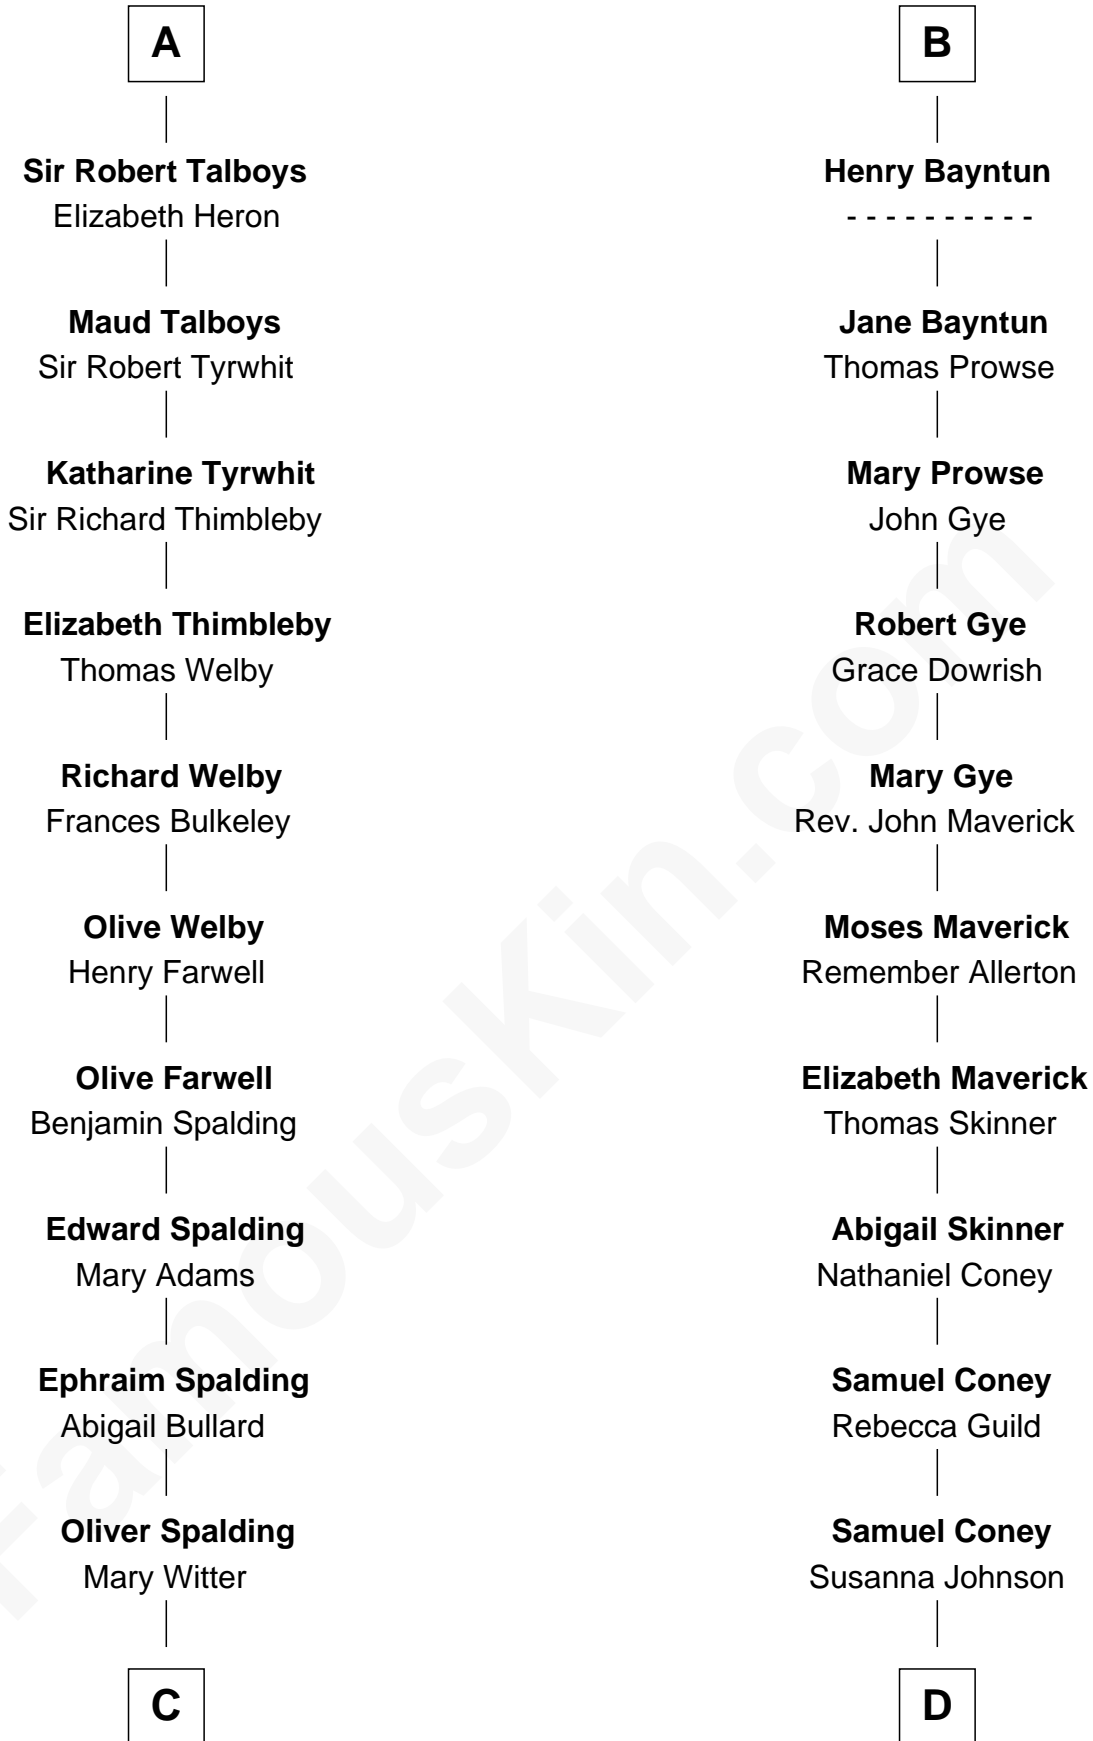 A
Sir Robert Talboys
Elizabeth Heron
Maud Talboys
Sir Robert Tyrwhit
Katharine Tyrwhit
Sir Richard Thimbleby
Elizabeth Thimbleby
Thomas Welby
Richard Welby
Frances Bulkeley
Olive Welby
Henry Farwell
Olive Farwell
Benjamin Spalding
Edward Spalding
Mary Adams
Ephraim Spalding
Abigail Bullard
Oliver Spalding
Mary Witter
C
B
Henry Bayntun
- - - - - - - - - -
Jane Bayntun
Thomas Prowse
Mary Prowse
John Gye
Robert Gye
Grace Dowrish
Mary Gye
Rev. John Maverick
Moses Maverick
Remember Allerton
Elizabeth Maverick
Thomas Skinner
Abigail Skinner
Nathaniel Coney
Samuel Coney
Rebecca Guild
Samuel Coney
Susanna Johnson
D
FamousKin.com